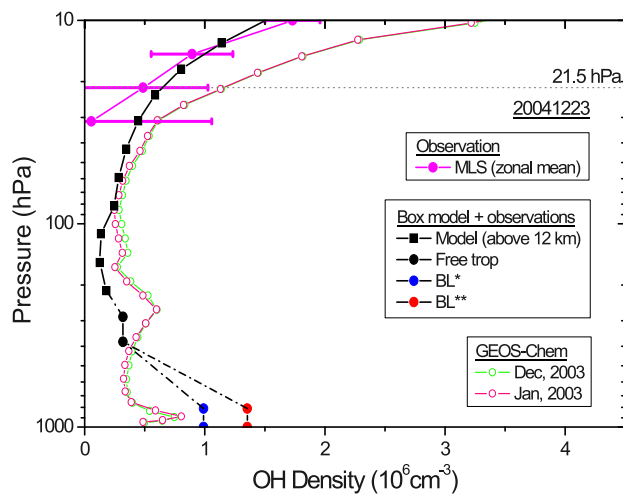 10
21.5 hPa
20041223
Observation
MLS (zonal mean)
100
Box model + observations
Model (above 12 km)
Free trop
BL*
BL**
GEOS-Chem
Dec, 2003
Jan, 2003
1000
0 1 2 3 4
Pressure (hPa)
OH Density (10⁶cm⁻³)